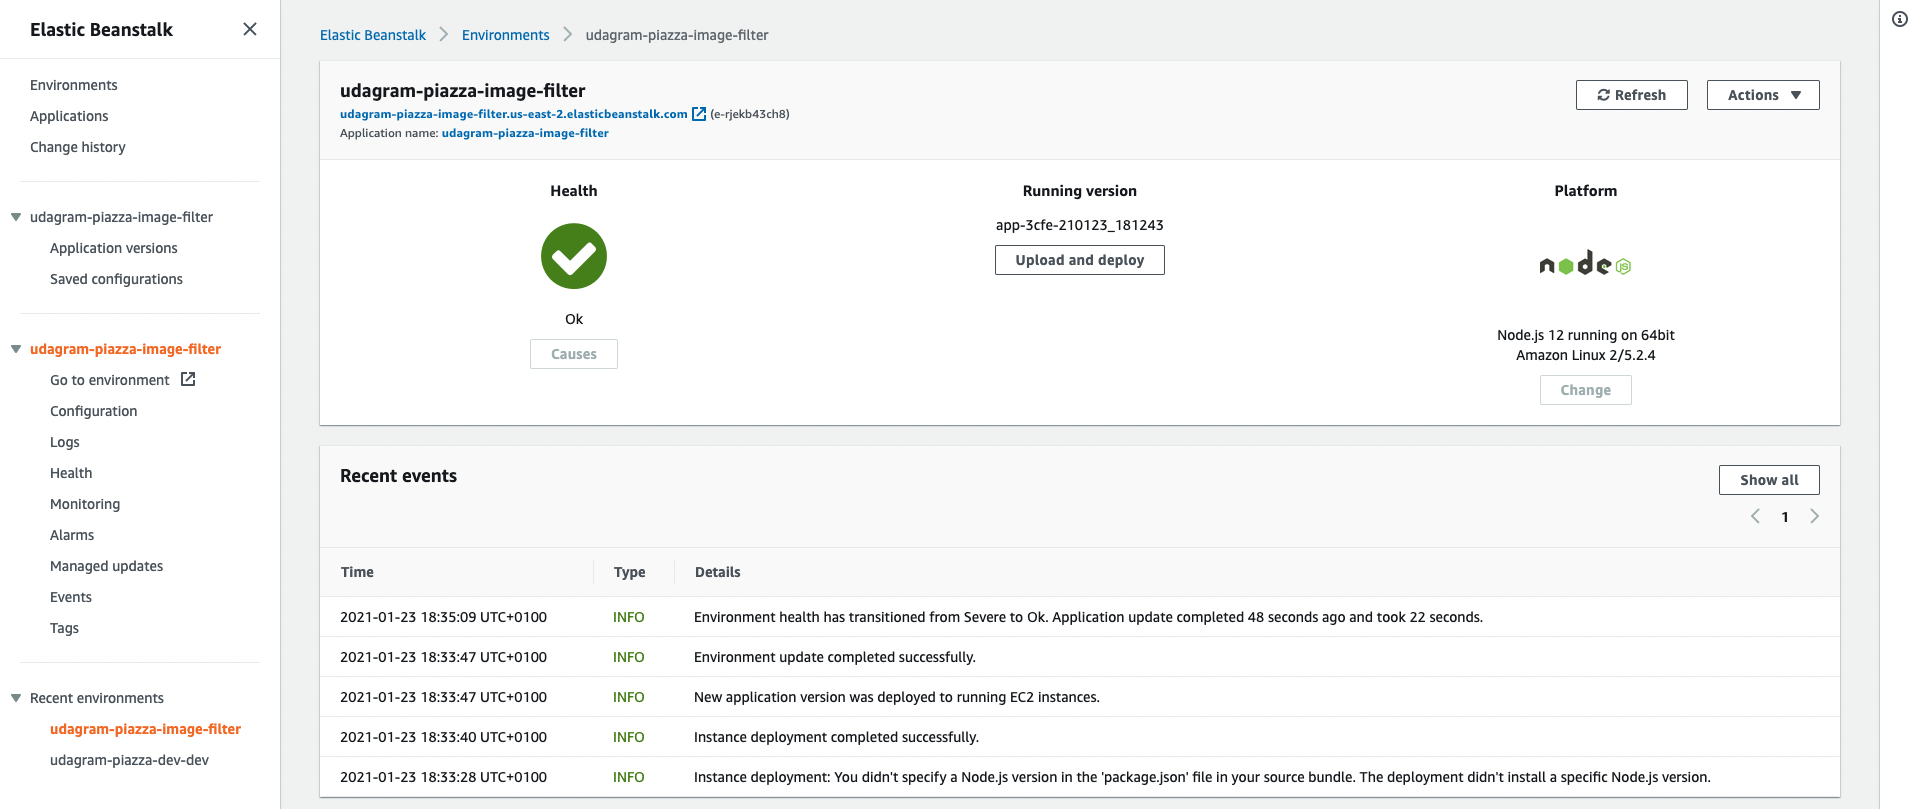 Elastic Beanstalk
Environments
Applications
Change history
udagram-piazza-image-filter
Application versions
Saved configurations
udagram-piazza-image-filter
Go to environment
Configuration
Logs
Health
Monitoring
Alarms
Managed updates
Events
Tags
Recent environments
udagram-piazza-image-filter
udagram-piazza-dev-dev
Elastic Beanstalk Environments udagram-piazza-image-filter
udagram-piazza-image-filter
udagram-piazza-image-filter.us-east-2.elasticbeanstalk.com (e-rjekb43ch8)
Application name: udagram-piazza-image-filter
Refresh
Actions
Health
Ok
Causes
Running version
app-3cfe-210123_181243
Upload and deploy
Platform
node JS
Node.js 12 running on 64bit
Amazon Linux 2/5.2.4
Change
Recent events
Show all
1
Time Type Details
2021-01-23 18:35:09 UTC+0100 INFO Environment health has transitioned from Severe to Ok. Application update completed 48 seconds ago and took 22 seconds.
2021-01-23 18:33:47 UTC+0100 INFO Environment update completed successfully.
2021-01-23 18:33:47 UTC+0100 INFO New application version was deployed to running EC2 instances.
2021-01-23 18:33:40 UTC+0100 INFO Instance deployment completed successfully.
2021-01-23 18:33:28 UTC+0100 INFO Instance deployment: You didn't specify a Node.js version in the 'package.json' file in your source bundle. The deployment didn't install a specific Node.js version.